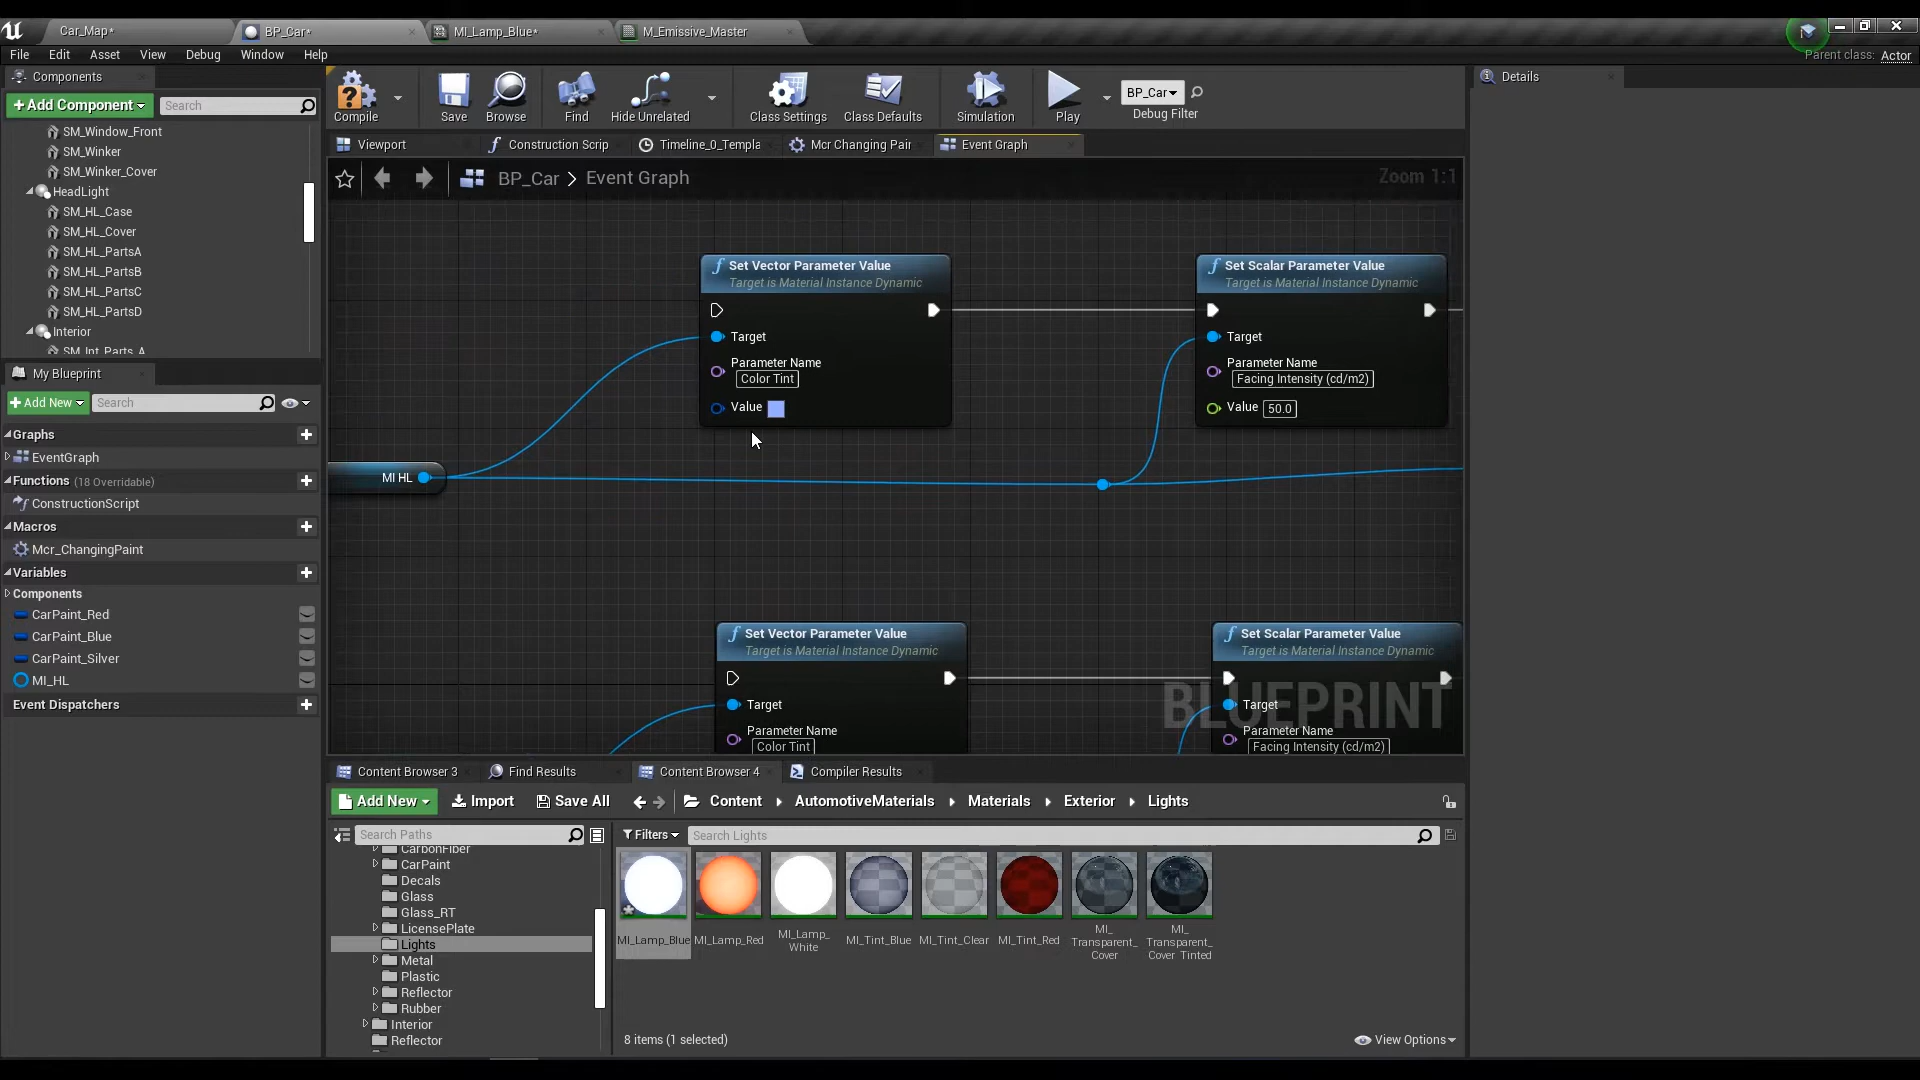 Car_Map*
BP_Car*
MI_Lamp_Blue*
M_Emissive_Master
File Edit Asset View Debug Window Help
Parent class: Actor
Components
+Add Component
Search
SM_Window_Front
SM_Winker
SM_Winker_Cover
HeadLight
SM_HL_Case
SM_HL_Cover
SM_HL_PartsA
SM_HL_PartsB
SM_HL_PartsC
SM_HL_PartsD
Interior
SM_Int_Parts_A
My Blueprint
+Add New
Search
Graphs
EventGraph
Functions (18 Overridable)
ConstructionScript
Macros
Mcr_ChangingPaint
Variables
Components
CarPaint_Red
CarPaint_Blue
CarPaint_Silver
MI_HL
Event Dispatchers
Compile
Save
Browse
Find
Hide Unrelated
Class Settings
Class Defaults
Simulation
Play
BP_Car
Debug Filter
Viewport
Construction Scrip
Timeline_0_Templa
Mcr Changing Pair
Event Graph
BP_Car > Event Graph
Zoom 1:1
Set Vector Parameter Value
Target is Material Instance Dynamic
Target
Parameter Name
Color Tint
Value
Set Scalar Parameter Value
Target is Material Instance Dynamic
Target
Parameter Name
Facing Intensity (cd/m2)
Value 50.0
MI HL
Set Vector Parameter Value
Target is Material Instance Dynamic
Target
Parameter Name
Color Tint
Set Scalar Parameter Value
Target is Material Instance Dynamic
Target
Parameter Name
Facing Intensity (cd/m2)
BLUEPRINT
Content Browser 3
Find Results
Content Browser 4
Compiler Results
Add New
Import
Save All
Content
AutomotiveMaterials
Materials
Exterior
Lights
Search Paths
CarbonFiber
CarPaint
Decals
Glass
Glass_RT
LicensePlate
Lights
Metal
Plastic
Reflector
Rubber
Interior
Reflector
Filters
Search Lights
MI_Lamp_Blue
MI_Lamp_Red
MI_Lamp_
White
MI_Tint_Blue
MI_Tint_Clear
MI_Tint_Red
MI_
Transparent_
Cover
MI_
Transparent_
Cover_Tinted
8 items (1 selected)
View Options
Details